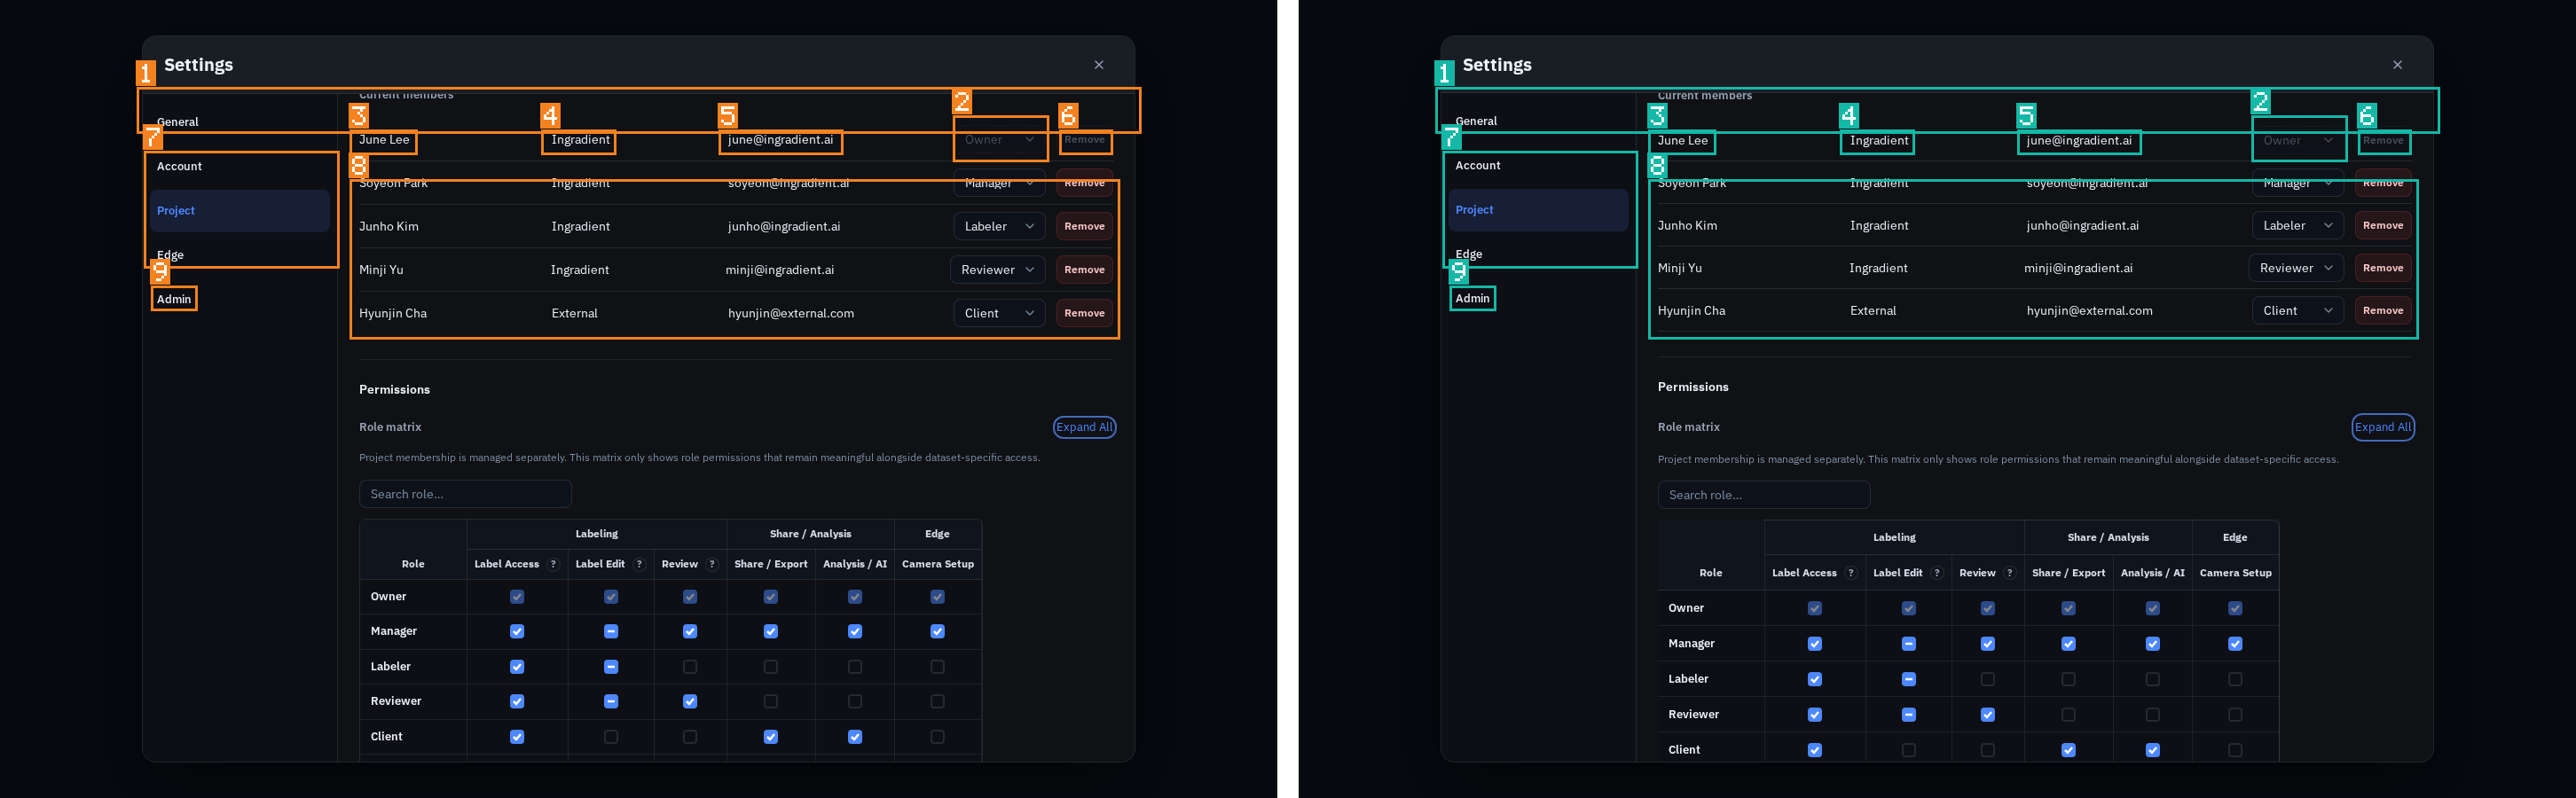 Settings ×
1
Current members
General
2
3 4 5 6
June Lee Ingradient june@ingradient.ai Owner Remove
7
Account
8
Soyeon Park Ingradient soyeon@ingradient.ai Manager Remove
Project
Junho Kim Ingradient junho@ingradient.ai Labeler Remove
Edge
9
Minji Yu Ingradient minji@ingradient.ai Reviewer Remove
Admin
Hyunjin Cha External hyunjin@external.com Client Remove
Permissions
Role matrix Expand All
Project membership is managed separately. This matrix only shows role permissions that remain meaningful alongside dataset-specific access.
Search role...
Labeling Share / Analysis Edge
Role Label Access ? Label Edit ? Review ? Share / Export Analysis / AI Camera Setup
Owner
Manager
Labeler
Reviewer
Client
Settings ×
1
Current members
General
2
3 4 5 6
June Lee Ingradient june@ingradient.ai Owner Remove
7
Account
8
Soyeon Park Ingradient soyeon@ingradient.ai Manager Remove
Project
Junho Kim Ingradient junho@ingradient.ai Labeler Remove
Edge
9
Minji Yu Ingradient minji@ingradient.ai Reviewer Remove
Admin
Hyunjin Cha External hyunjin@external.com Client Remove
Permissions
Role matrix Expand All
Project membership is managed separately. This matrix only shows role permissions that remain meaningful alongside dataset-specific access.
Search role...
Labeling Share / Analysis Edge
Role Label Access ? Label Edit ? Review ? Share / Export Analysis / AI Camera Setup
Owner
Manager
Labeler
Reviewer
Client